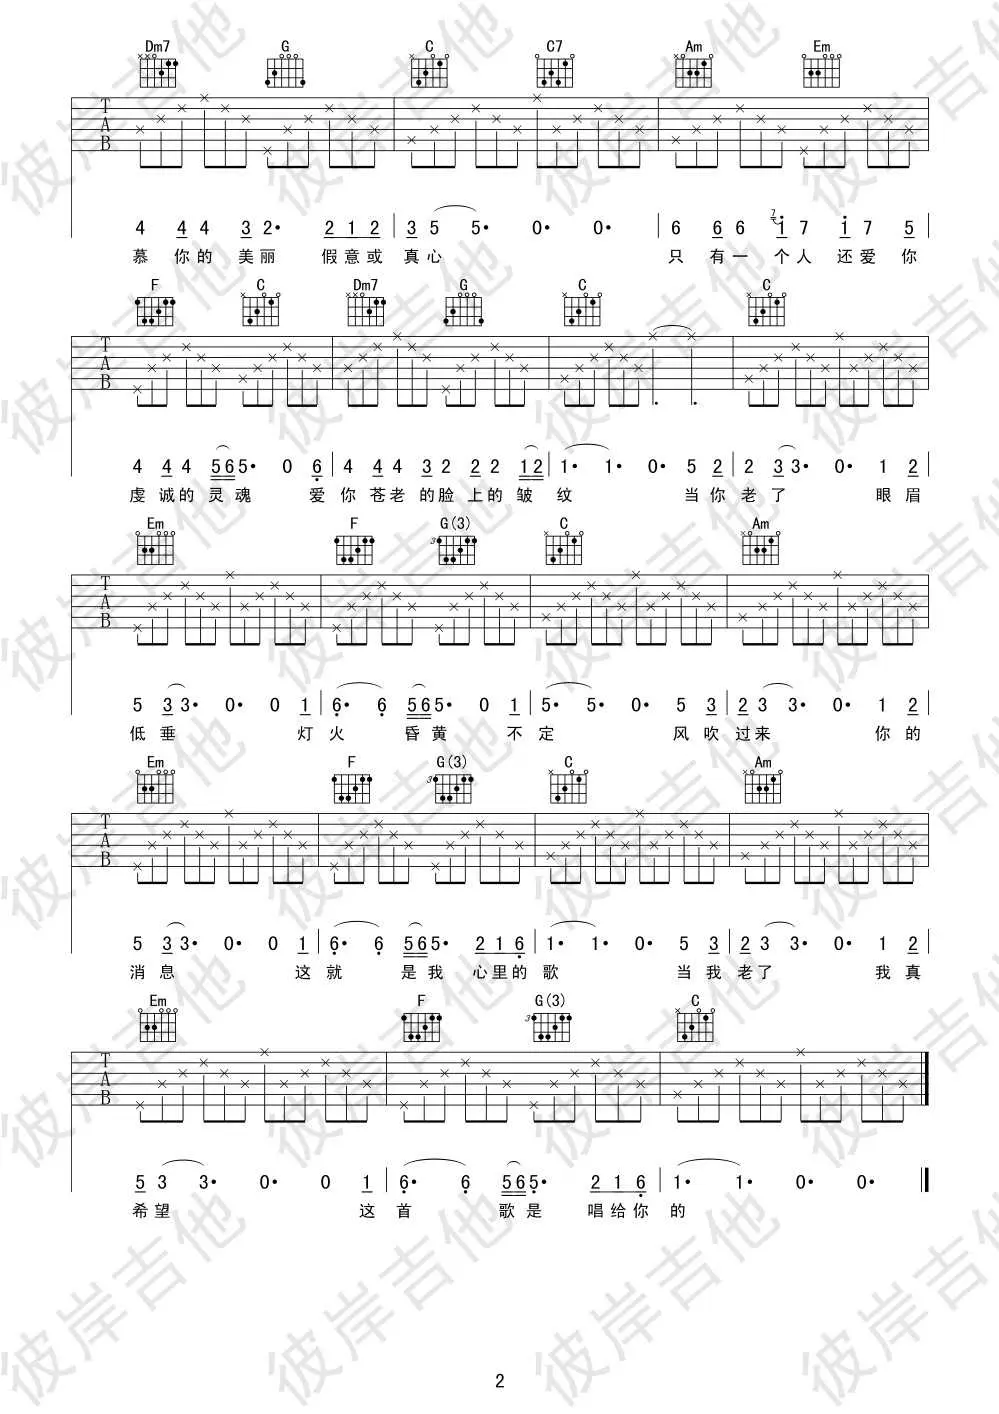 Dm7 G C C7 Am Em
T A B
4 4 4 3 2· 2 1 2 3 5 5· 0· 0· 6 6 6 7 1 7 1 7 5
慕你的美丽 假意或真心 只有一个人还爱你
F C Dm7 G C C
T A B
4 4 4 5 6 5· 0 6 4 4 4 3 2 2 2 1 2 1· 1· 0· 5 2 2 3 3· 0· 1 2
虔诚的灵魂 爱你苍老的脸上的皱纹 当你老了 眼眉
Em F G(3) C Am
3
T A B
5 3 3· 0· 0 1 6· 6 5 6 5· 0 1 5· 5· 0· 5 3 2 3 3· 0· 1 2
低垂 灯火 昏黄 不定 风吹过来 你的
Em F G(3) C Am
3
T A B
5 3 3· 0· 0 1 6· 6 5 6 5· 2 1 6 1· 1· 0· 5 3 2 3 3· 0· 1 2
消息 这就 是我 心里的歌 当我老了 我真
Em F G(3) C
3
T A B
5 3 3· 0· 0 1 6· 6 5 6 5· 2 1 6 1· 1· 0· 0·
希望 这首 歌是 唱给你的
2
彼岸吉他